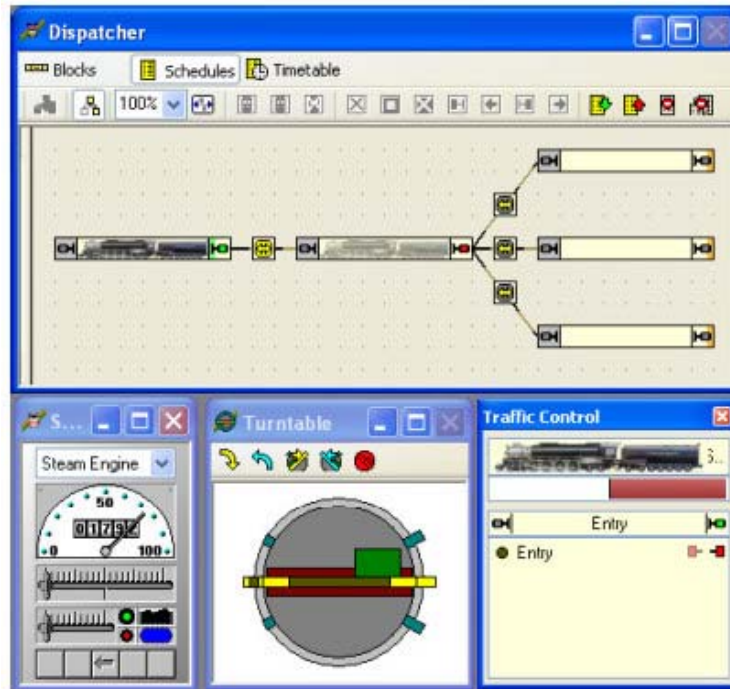 Dispatcher
Blocks Schedules Timetable
100%
S... Turntable Traffic Control
Steam Engine
50
0 100
Entry
Entry